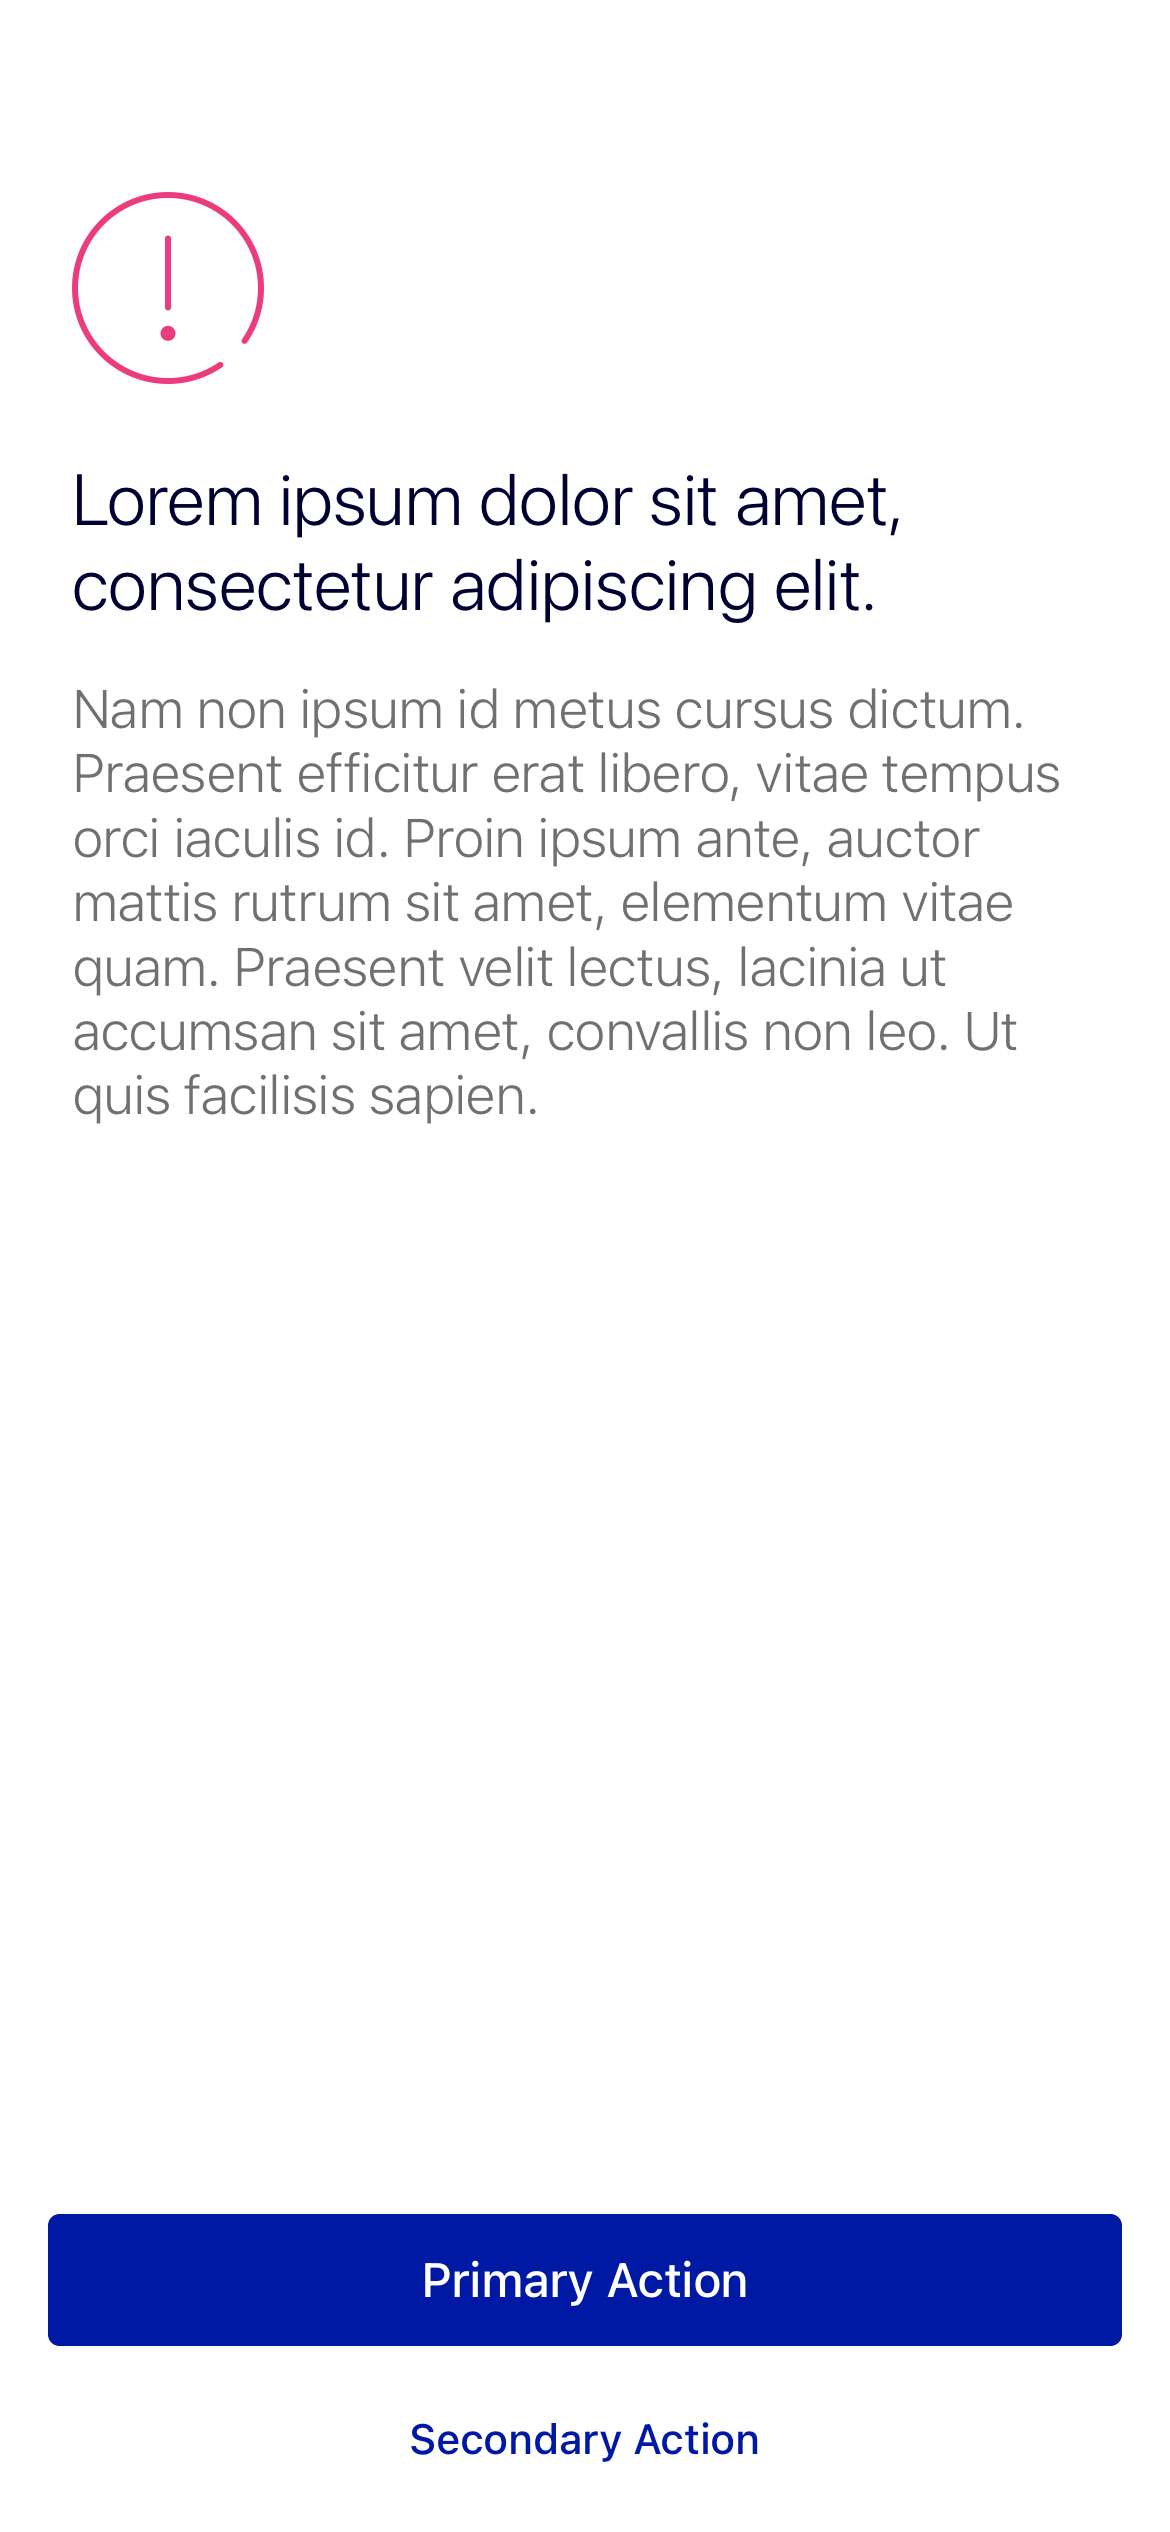 Lorem ipsum dolor sit amet,
consectetur adipiscing elit.
Nam non ipsum id metus cursus dictum.
Praesent efficitur erat libero, vitae tempus
orci iaculis id. Proin ipsum ante, auctor
mattis rutrum sit amet, elementum vitae
quam. Praesent velit lectus, lacinia ut
accumsan sit amet, convallis non leo. Ut
quis facilisis sapien.
Primary Action
Secondary Action